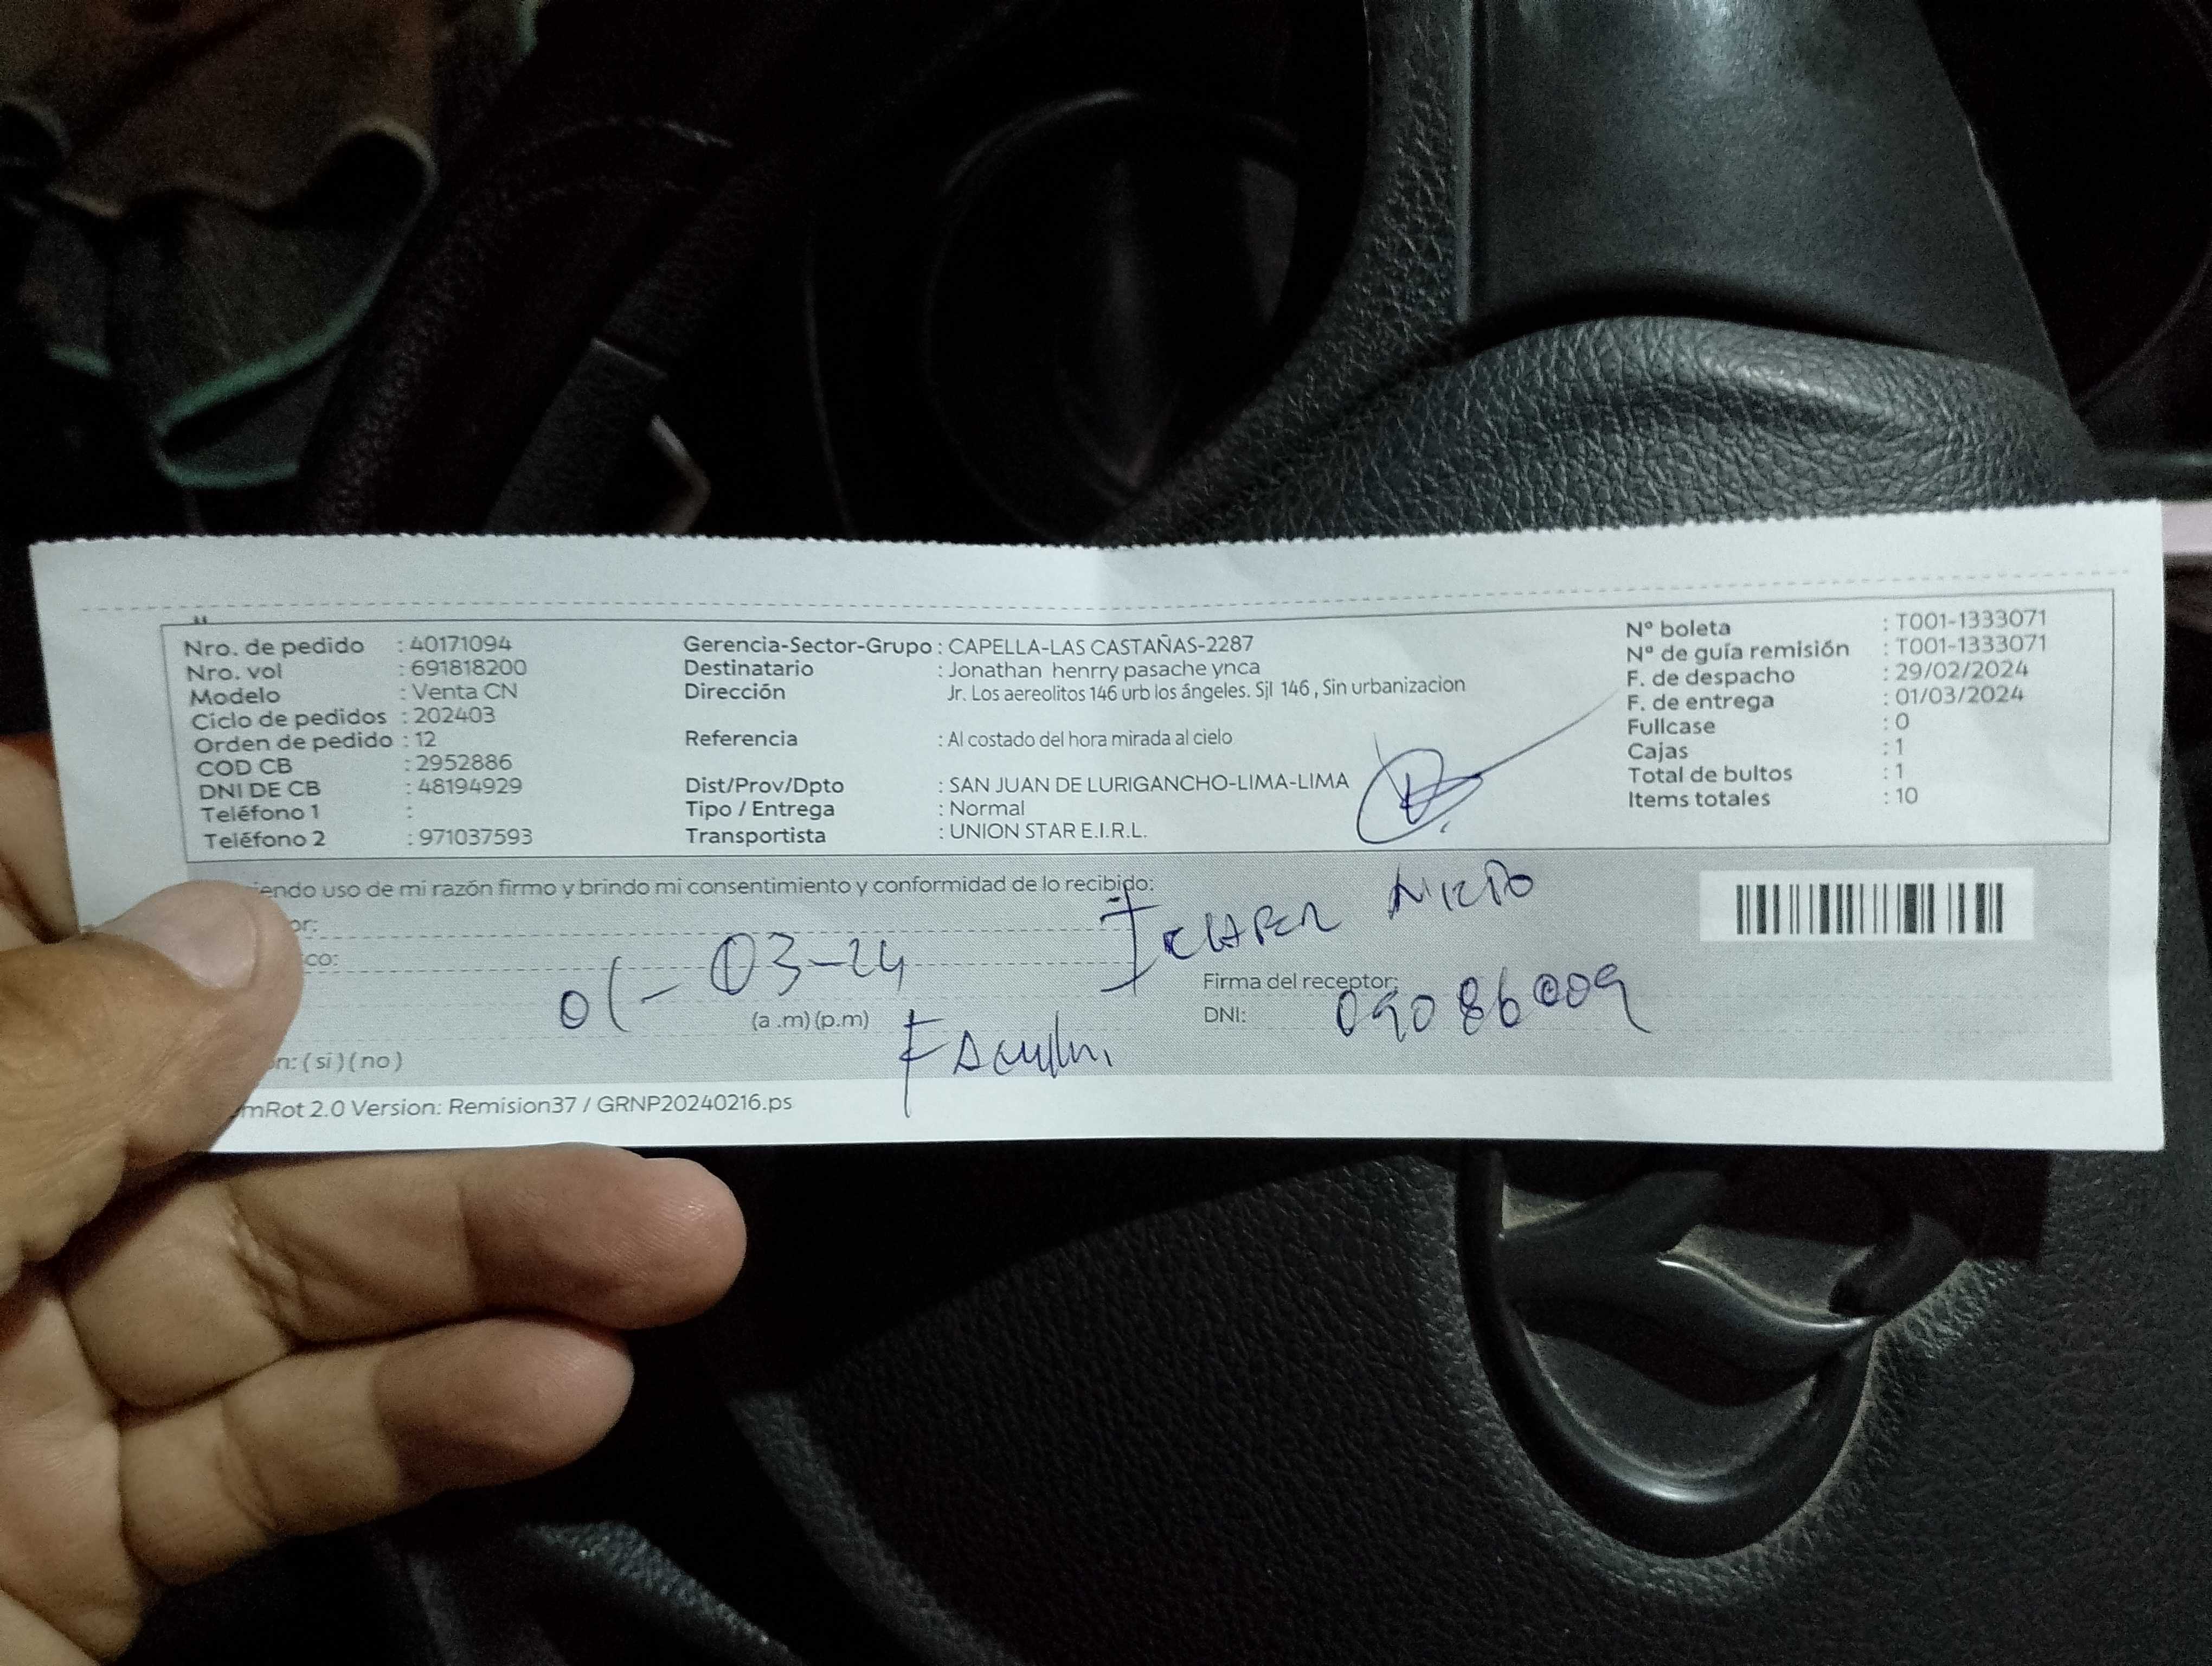 Nro. de pedido : 40171094
Nro. vol : 691818200
Modelo : Venta CN
Ciclo de pedidos : 202403
Orden de pedido : 12
COD CB : 2952886
DNI DE CB : 48194929
Teléfono 1 :
Teléfono 2 : 971037593
Gerencia-Sector-Grupo : CAPELLA-LAS CASTAÑAS-2287
Destinatario : Jonathan henrry pasache ynca
Dirección Jr. Los aereolitos 146 urb los ángeles. Sjl 146 , Sin urbanizacion
Referencia : Al costado del hora mirada al cielo
Dist/Prov/Dpto : SAN JUAN DE LURIGANCHO-LIMA-LIMA
Tipo / Entrega : Normal
Transportista : UNION STAR E.I.R.L.
N° boleta : T001-1333071
N° de guía remisión : T001-1333071
F. de despacho : 29/02/2024
F. de entrega : 01/03/2024
Fullcase : 0
Cajas : 1
Total de bultos : 1
Items totales : 10
endo uso de mi razón firmo y brindo mi consentimiento y conformidad de lo recibido:
or:
co:
01-03-24
(a .m) (p.m)
Firma del receptor:
DNI: 09086009
n: ( si ) ( no )
mRot 2.0 Version: Remision37 / GRNP20240216.ps